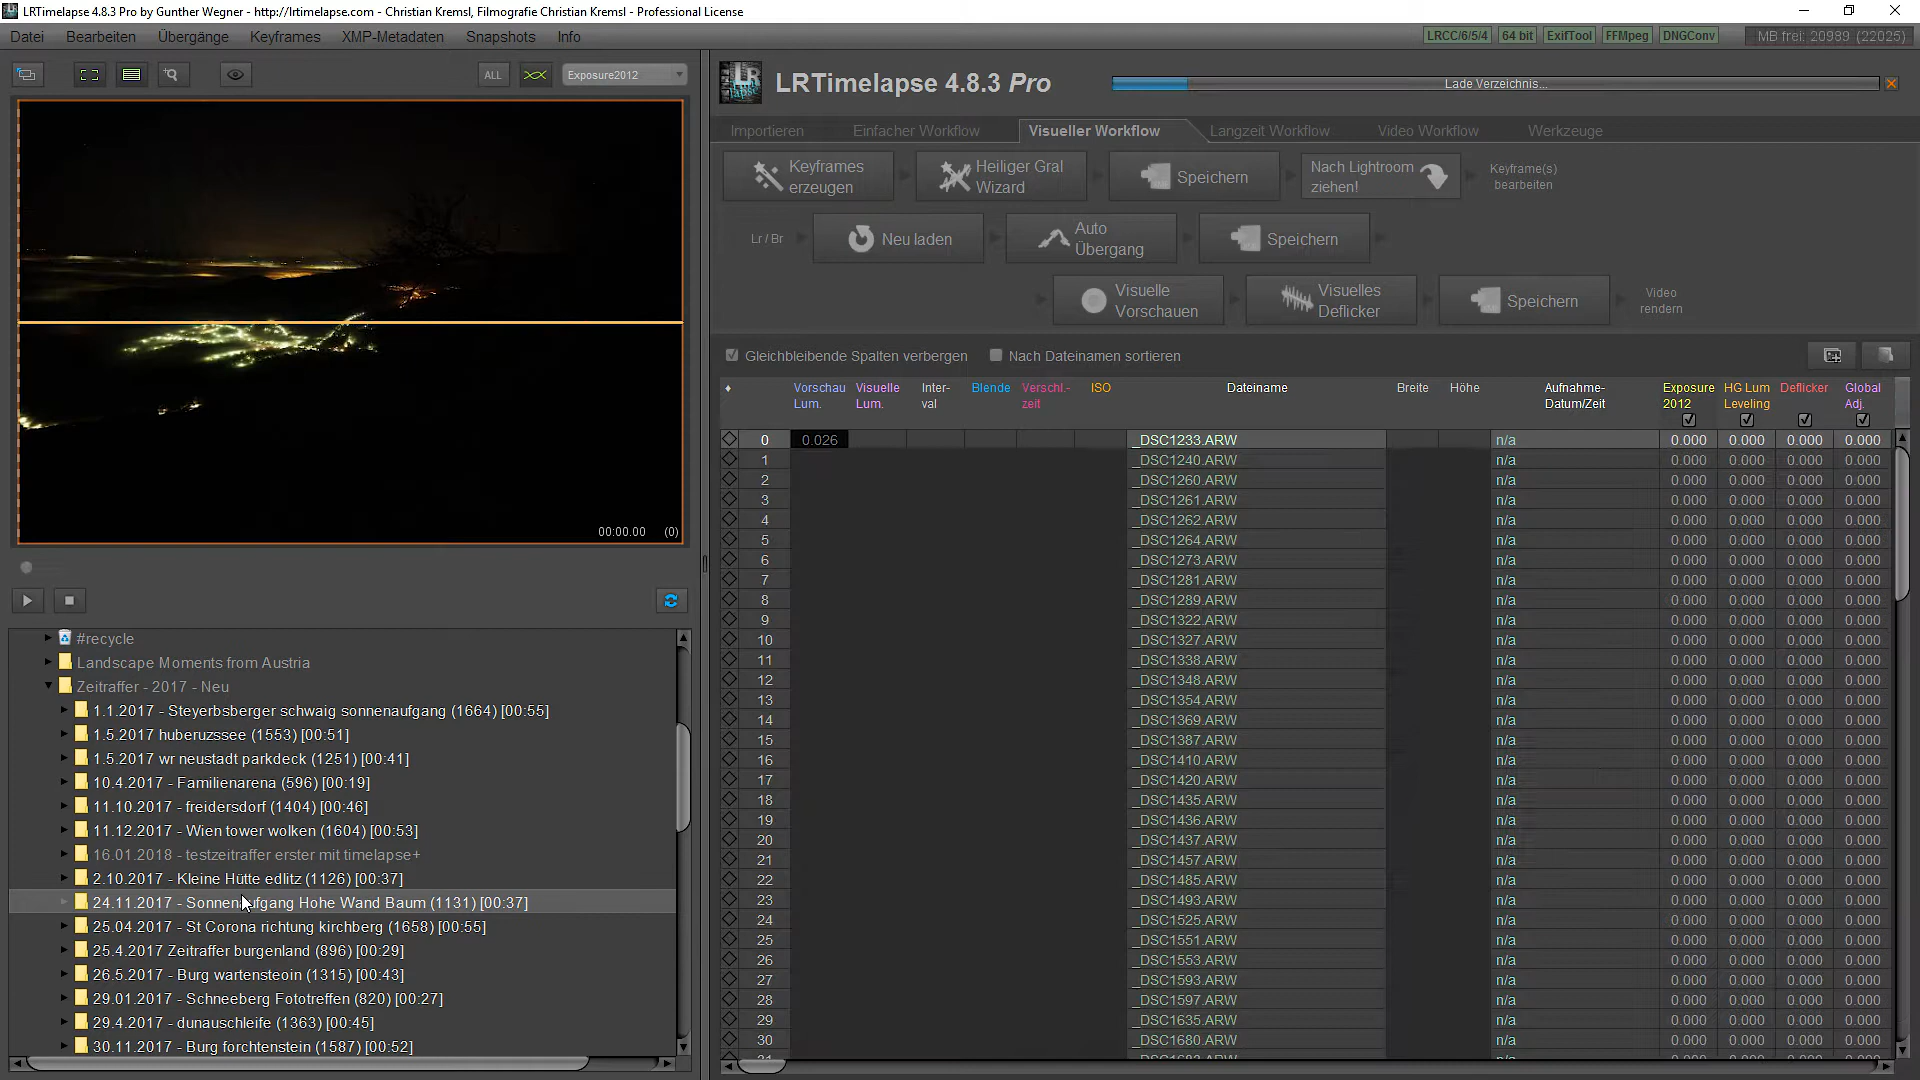 LRTimelapse 4.8.3 Pro by Gunther Wegner - http://lrtimelapse.com - Christian Kremsl, Filmografie Christian Kremsl - Professional License
Datei Bearbeiten Übergänge Keyframes XMP-Metadaten Snapshots Info
LRCC/6/5/4 64 bit ExifTool FFMpeg DNGConv MB frei: 20989 (22025)
ALL Exposure2012
LRTimelapse 4.8.3 Pro
Lade Verzeichnis...
Importieren Einfacher Workflow Visueller Workflow Langzeit Workflow Video Workflow Werkzeuge
Keyframes erzeugen
Heiliger Gral Wizard
Speichern
Nach Lightroom ziehen!
Keyframe(s) bearbeiten
Lr / Br
Neu laden
Auto Übergang
Speichern
Visuelle Vorschauen
Visuelles Deflicker
Speichern
Video rendern
Gleichbleibende Spalten verbergen Nach Dateinamen sortieren
Vorschau Lum. Visuelle Lum. Inter-val Blende Verschl.-zeit ISO Dateiname Breite Höhe Aufnahme-Datum/Zeit Exposure 2012 HG Lum Leveling Deflicker Global Adj.
0 0.026 _DSC1233.ARW n/a 0.000 0.000 0.000 0.000
1 _DSC1240.ARW n/a 0.000 0.000 0.000 0.000
2 _DSC1260.ARW n/a 0.000 0.000 0.000 0.000
3 _DSC1261.ARW n/a 0.000 0.000 0.000 0.000
4 _DSC1262.ARW n/a 0.000 0.000 0.000 0.000
5 _DSC1264.ARW n/a 0.000 0.000 0.000 0.000
6 _DSC1273.ARW n/a 0.000 0.000 0.000 0.000
7 _DSC1281.ARW n/a 0.000 0.000 0.000 0.000
8 _DSC1289.ARW n/a 0.000 0.000 0.000 0.000
9 _DSC1322.ARW n/a 0.000 0.000 0.000 0.000
10 _DSC1327.ARW n/a 0.000 0.000 0.000 0.000
11 _DSC1338.ARW n/a 0.000 0.000 0.000 0.000
12 _DSC1348.ARW n/a 0.000 0.000 0.000 0.000
13 _DSC1354.ARW n/a 0.000 0.000 0.000 0.000
14 _DSC1369.ARW n/a 0.000 0.000 0.000 0.000
15 _DSC1387.ARW n/a 0.000 0.000 0.000 0.000
16 _DSC1410.ARW n/a 0.000 0.000 0.000 0.000
17 _DSC1420.ARW n/a 0.000 0.000 0.000 0.000
18 _DSC1435.ARW n/a 0.000 0.000 0.000 0.000
19 _DSC1436.ARW n/a 0.000 0.000 0.000 0.000
20 _DSC1437.ARW n/a 0.000 0.000 0.000 0.000
21 _DSC1457.ARW n/a 0.000 0.000 0.000 0.000
22 _DSC1485.ARW n/a 0.000 0.000 0.000 0.000
23 _DSC1493.ARW n/a 0.000 0.000 0.000 0.000
24 _DSC1525.ARW n/a 0.000 0.000 0.000 0.000
25 _DSC1551.ARW n/a 0.000 0.000 0.000 0.000
26 _DSC1553.ARW n/a 0.000 0.000 0.000 0.000
27 _DSC1593.ARW n/a 0.000 0.000 0.000 0.000
28 _DSC1597.ARW n/a 0.000 0.000 0.000 0.000
29 _DSC1635.ARW n/a 0.000 0.000 0.000 0.000
30 _DSC1680.ARW n/a 0.000 0.000 0.000 0.000
00:00.00 (0)
#recycle
Landscape Moments from Austria
Zeitraffer - 2017 - Neu
1.1.2017 - Steyerbsberger schwaig sonnenaufgang (1664) [00:55]
1.5.2017 huberuzssee (1553) [00:51]
1.5.2017 wr neustadt parkdeck (1251) [00:41]
10.4.2017 - Familienarena (596) [00:19]
11.10.2017 - freidersdorf (1404) [00:46]
11.12.2017 - Wien tower wolken (1604) [00:53]
16.01.2018 - testzeitraffer erster mit timelapse+
2.10.2017 - Kleine Hütte edlitz (1126) [00:37]
24.11.2017 - Sonnenaufgang Hohe Wand Baum (1131) [00:37]
25.04.2017 - St Corona richtung kirchberg (1658) [00:55]
25.4.2017 Zeitraffer burgenland (896) [00:29]
26.5.2017 - Burg wartensteoin (1315) [00:43]
29.01.2017 - Schneeberg Fototreffen (820) [00:27]
29.4.2017 - dunauschleife (1363) [00:45]
30.11.2017 - Burg forchtenstein (1587) [00:52]